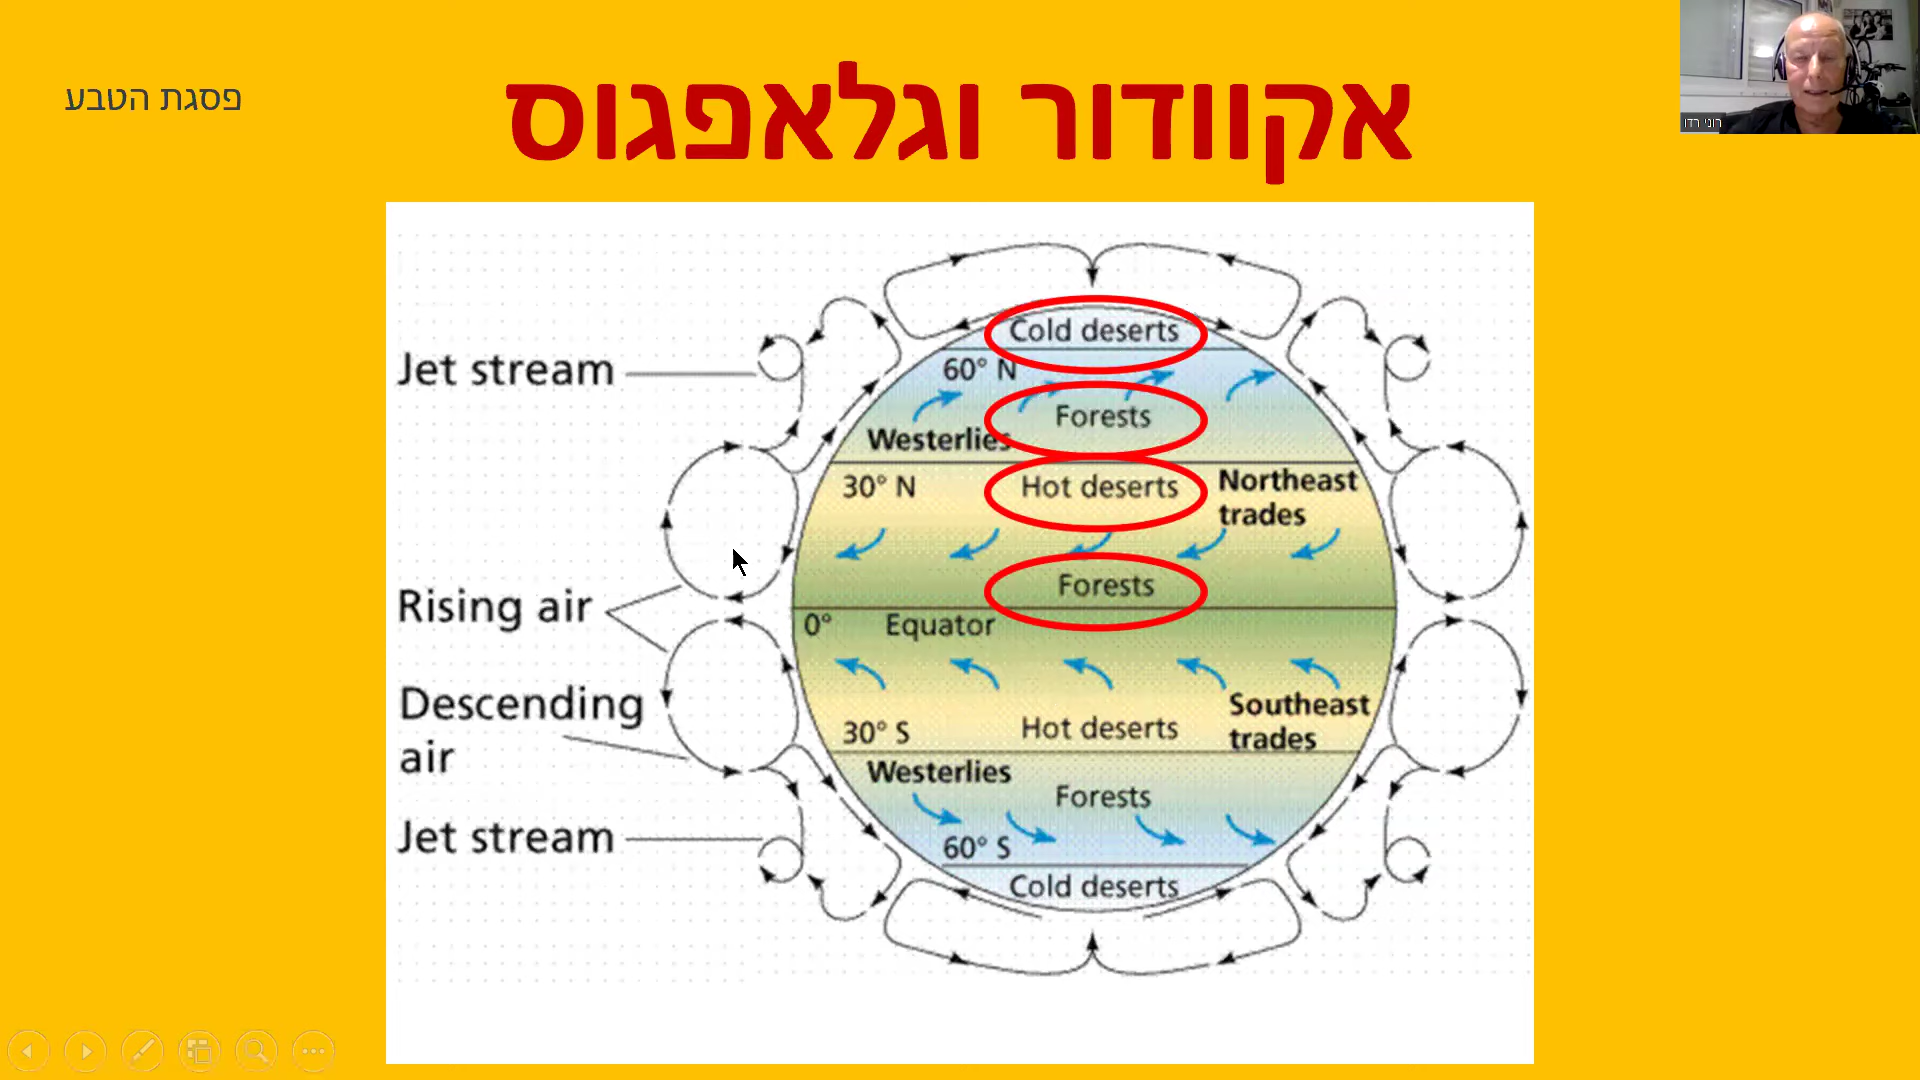 פסגת הטבע
אקוודור וגלאפגוס
רוני רדו
Cold deserts
60° N
Jet stream
Forests
Westerlies
30° N
Hot deserts
Northeast
trades
Forests
Rising air
0°
Equator
Descending
air
Southeast
trades
30° S
Hot deserts
Westerlies
Forests
Jet stream
60° S
Cold deserts